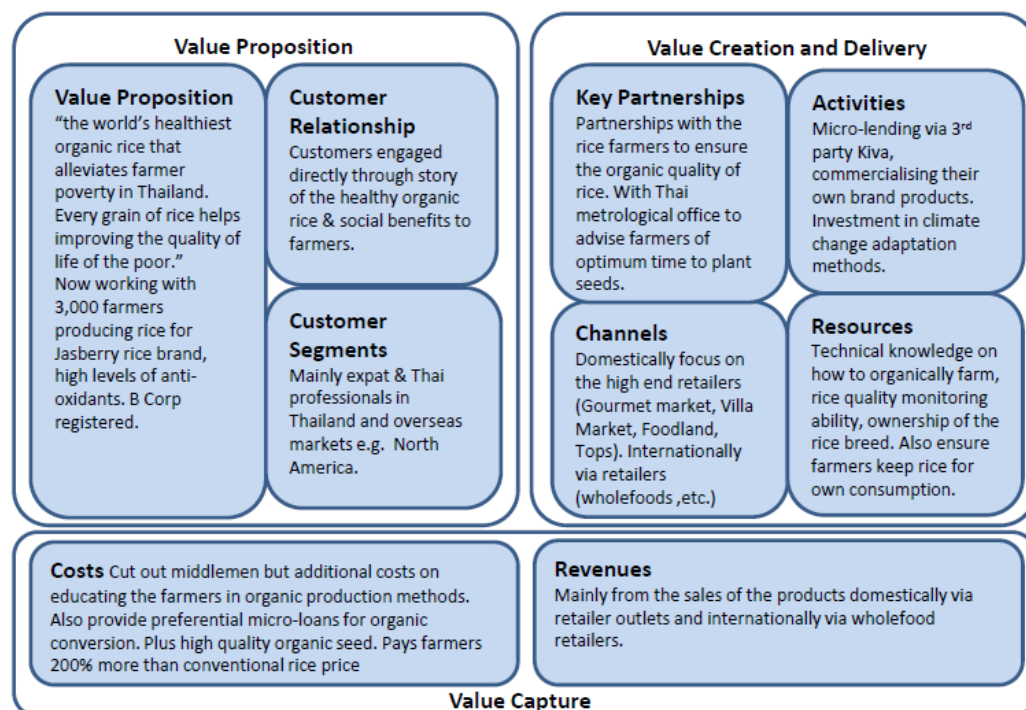 Value Proposition
Value Proposition
“the world’s healthiest
organic rice that
alleviates farmer
poverty in Thailand.
Every grain of rice helps
improving the quality of
life of the poor.”
Now working with
3,000 farmers
producing rice for
Jasberry rice brand,
high levels of anti-
oxidants. B Corp
registered.
Customer
Relationship
Customers engaged
directly through story
of the healthy organic
rice & social benefits to
farmers.
Customer
Segments
Mainly expat & Thai
professionals in
Thailand and overseas
markets e.g. North
America.
Value Creation and Delivery
Key Partnerships
Partnerships with the
rice farmers to ensure
the organic quality of
rice. With Thai
metrological office to
advise farmers of
optimum time to plant
seeds.
Activities
Micro-lending via 3rd
party Kiva,
commercialising their
own brand products.
Investment in climate
change adaptation
methods.
Channels
Domestically focus on
the high end retailers
(Gourmet market, Villa
Market, Foodland,
Tops). Internationally
via retailers
(wholefoods ,etc.)
Resources
Technical knowledge on
how to organically farm,
rice quality monitoring
ability, ownership of the
rice breed. Also ensure
farmers keep rice for
own consumption.
Costs Cut out middlemen but additional costs on
educating the farmers in organic production methods.
Also provide preferential micro-loans for organic
conversion. Plus high quality organic seed. Pays farmers
200% more than conventional rice price
Revenues
Mainly from the sales of the products domestically via
retailer outlets and internationally via wholefood
retailers.
Value Capture